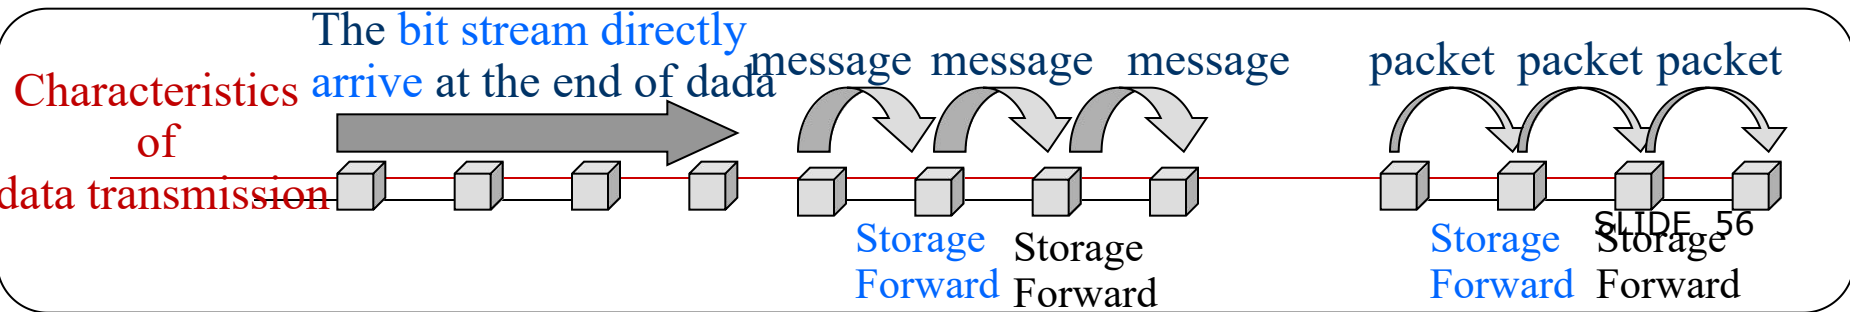 Characteristics
of
data transmission
The bit stream directly
arrive at the end of dada
message message message
Storage
Forward
Storage
Forward
packet packet packet
Storage
Forward
Storage
Forward
SLIDE 56